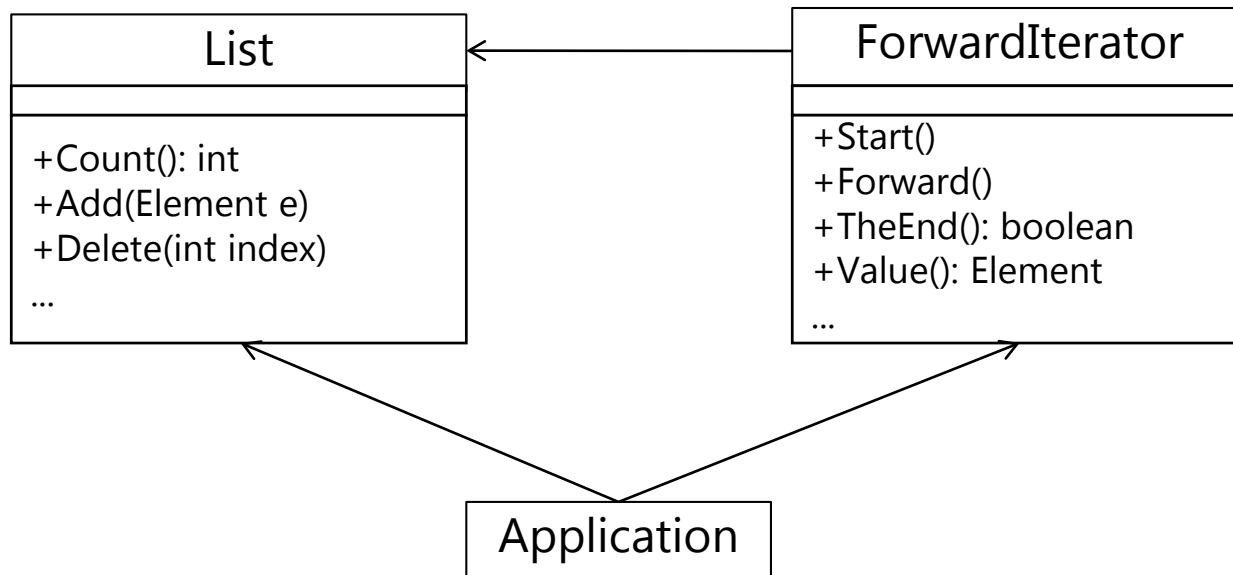 List
+Count(): int
+Add(Element e)
+Delete(int index)
...
ForwardIterator
+Start()
+Forward()
+TheEnd(): boolean
+Value(): Element
...
Application